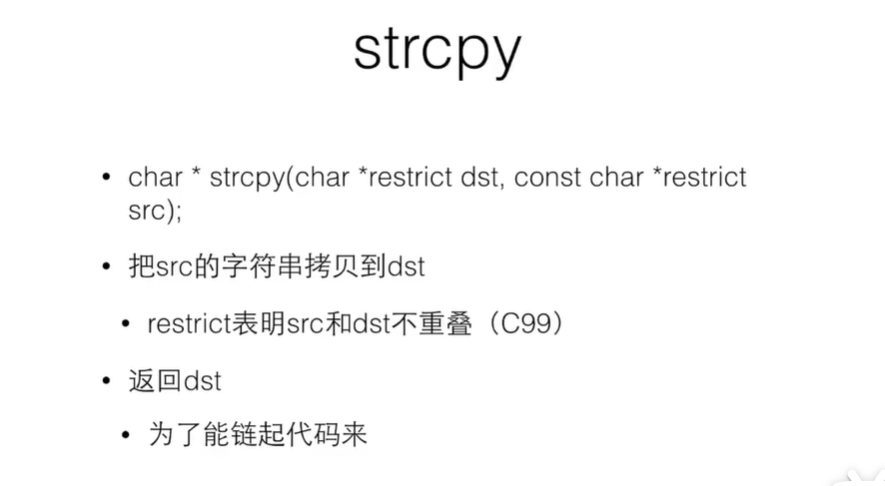 strcpy
• char * strcpy(char *restrict dst, const char *restrict
src);
• 把src的字符串拷贝到dst
• restrict表明src和dst不重叠（C99）
• 返回dst
• 为了能链起代码来